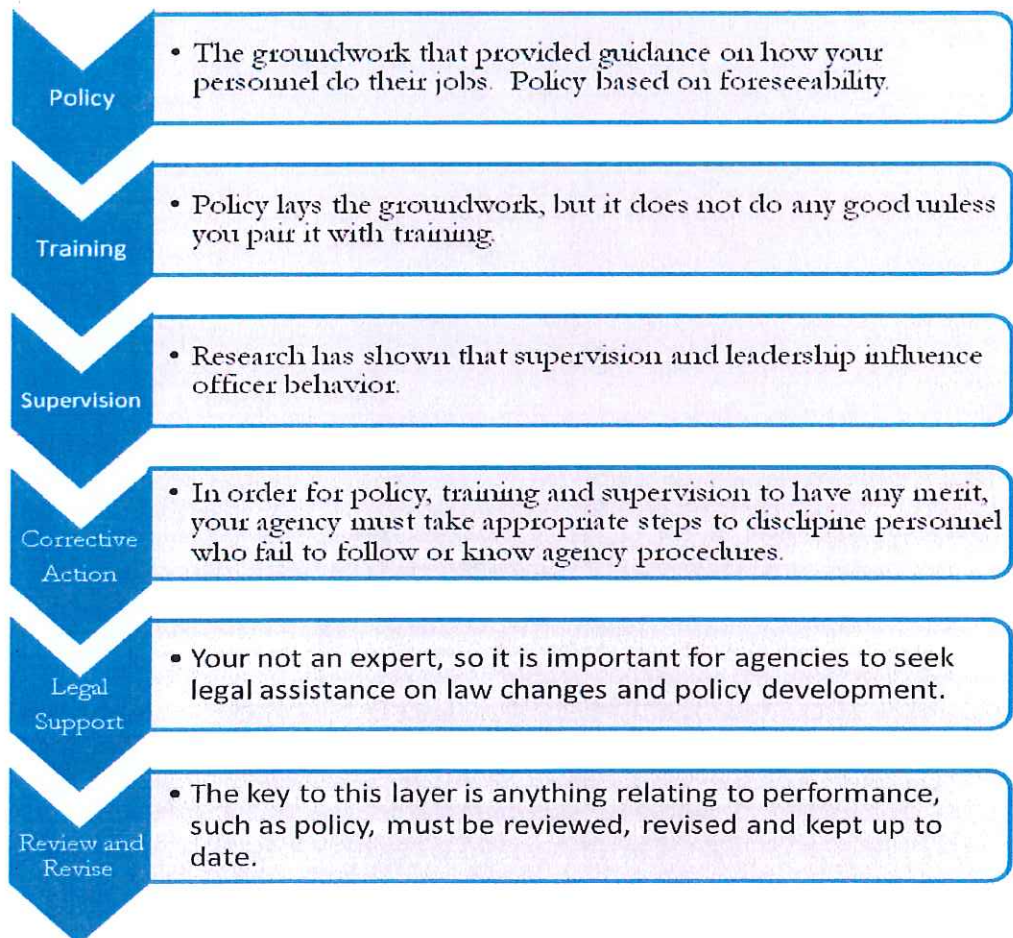 Policy
• The groundwork that provided guidance on how your
personnel do their jobs. Policy based on foreseeability.
Training
• Policy lays the groundwork, but it does not do any good unless
you pair it with training.
Supervision
• Research has shown that supervision and leadership influence
officer behavior.
Corrective
Action
• In order for policy, training and supervision to have any merit,
your agency must take appropriate steps to disclipine personnel
who fail to follow or know agency procedures.
Legal
Support
• Your not an expert, so it is important for agencies to seek
legal assistance on law changes and policy development.
Review and
Revise
• The key to this layer is anything relating to performance,
such as policy, must be reviewed, revised and kept up to
date.